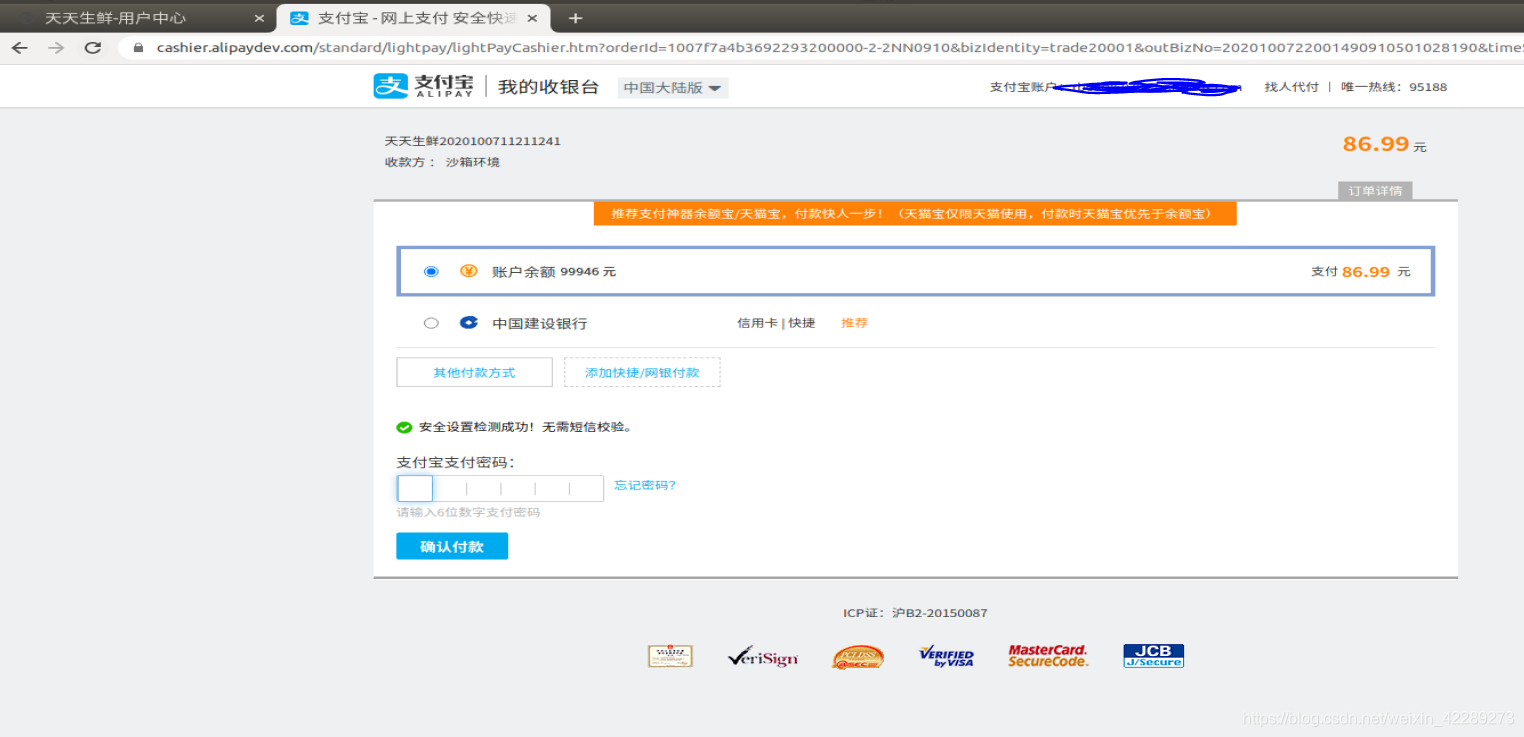 天天生鲜-用户中心
支付宝 - 网上支付 安全快速
cashier.alipaydev.com/standard/lightpay/lightPayCashier.htm?orderId=1007f7a4b3692293200000-2-2NN0910&bizIdentity=trade20001&outBizNo=2020100722001490910501028190&time
支付宝 ALIPAY 我的收银台 中国大陆版 支付宝账户: 找人代付 | 唯一热线：95188
天天生鲜2020100711211241
86.99 元
收款方： 沙箱环境
订单详情
推荐支付神器余额宝/天猫宝，付款快人一步！（天猫宝仅限天猫使用，付款时天猫宝优先于余额宝）
账户余额 99946 元 支付 86.99 元
中国建设银行 信用卡 | 快捷 推荐
其他付款方式 添加快捷/网银付款
安全设置检测成功！无需短信校验。
支付宝支付密码：
忘记密码?
请输入6位数字支付密码
确认付款
ICP证：沪B2-20150087
VeriSign VERIFIED by VISA MasterCard. SecureCode. JCB J/Secure
https://blog.csdn.net/weixin_42289273